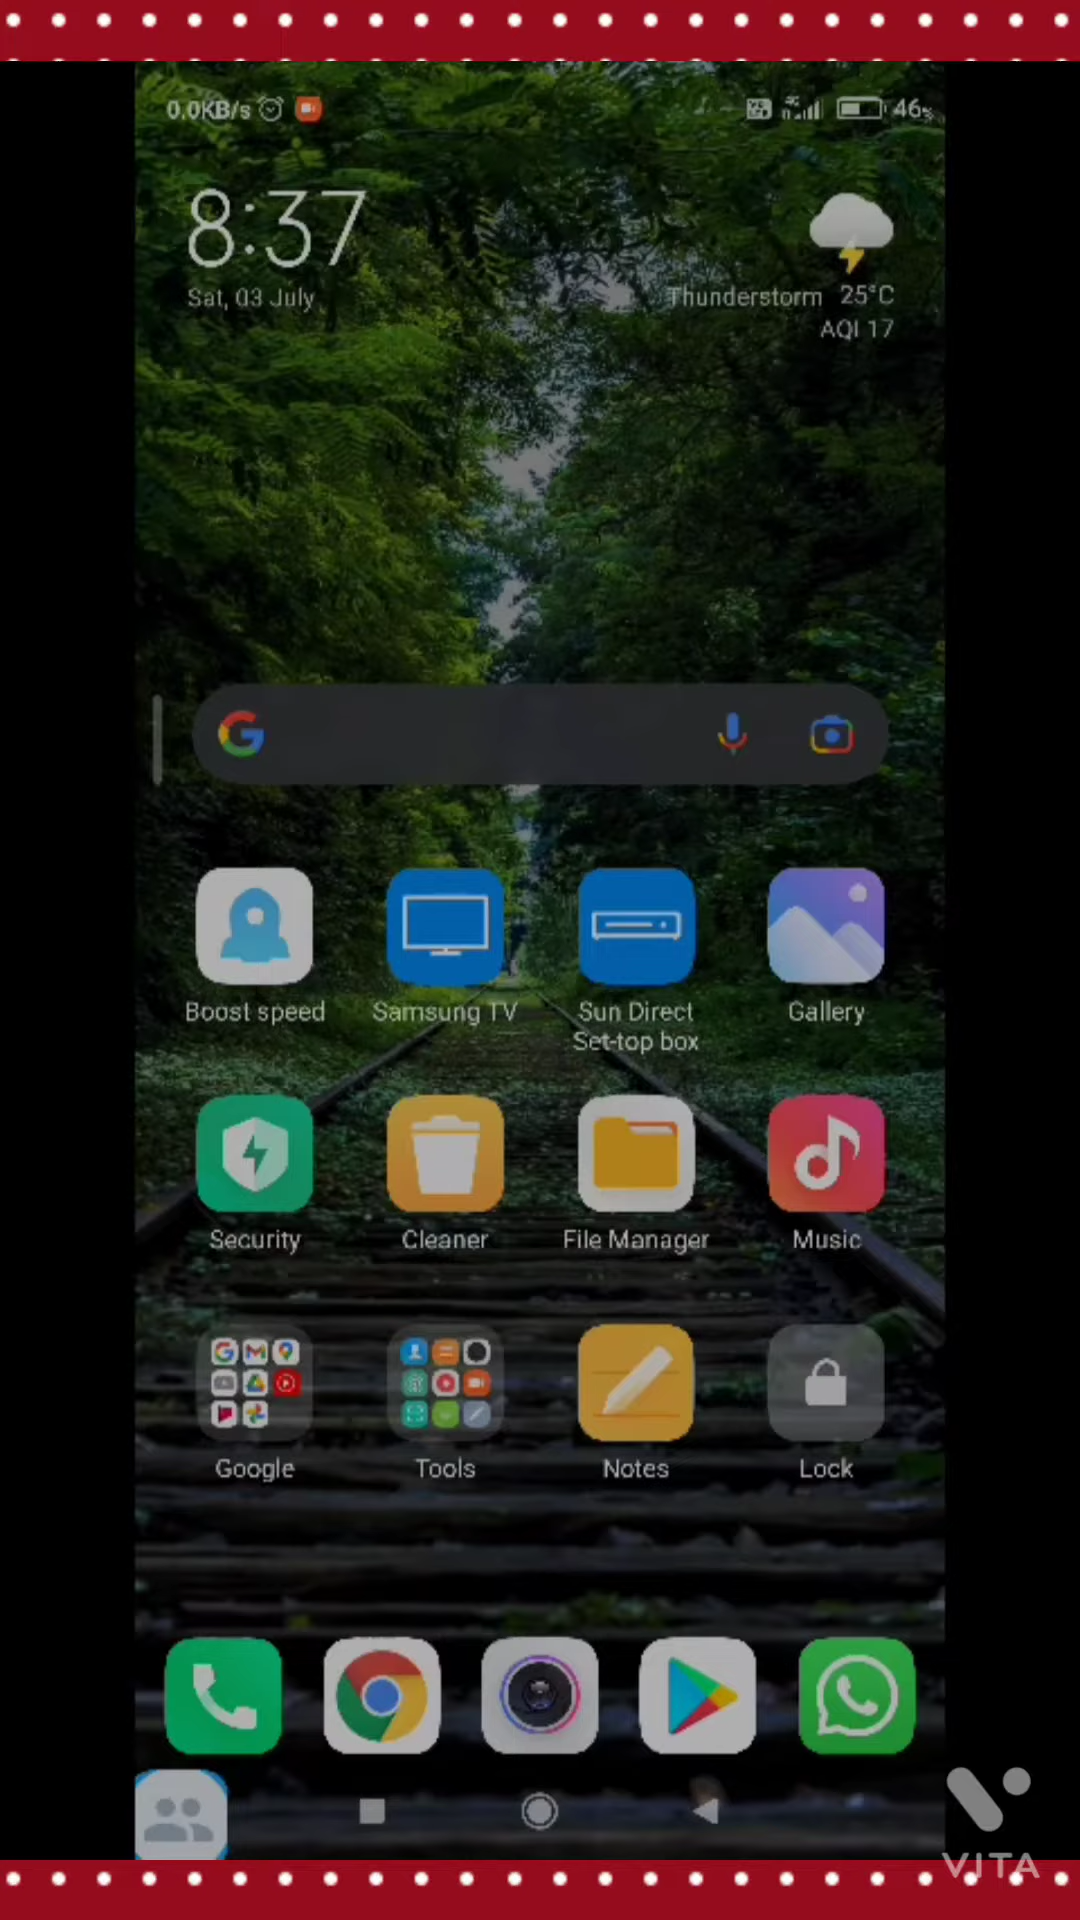 0.0KB/s 46%
8:37
Sat, 03 July
Thunderstorm 25°C
AQI 17
Boost speed Samsung TV Sun Direct Gallery
Set-top box
Security Cleaner File Manager Music
Google Tools Notes Lock
VITA